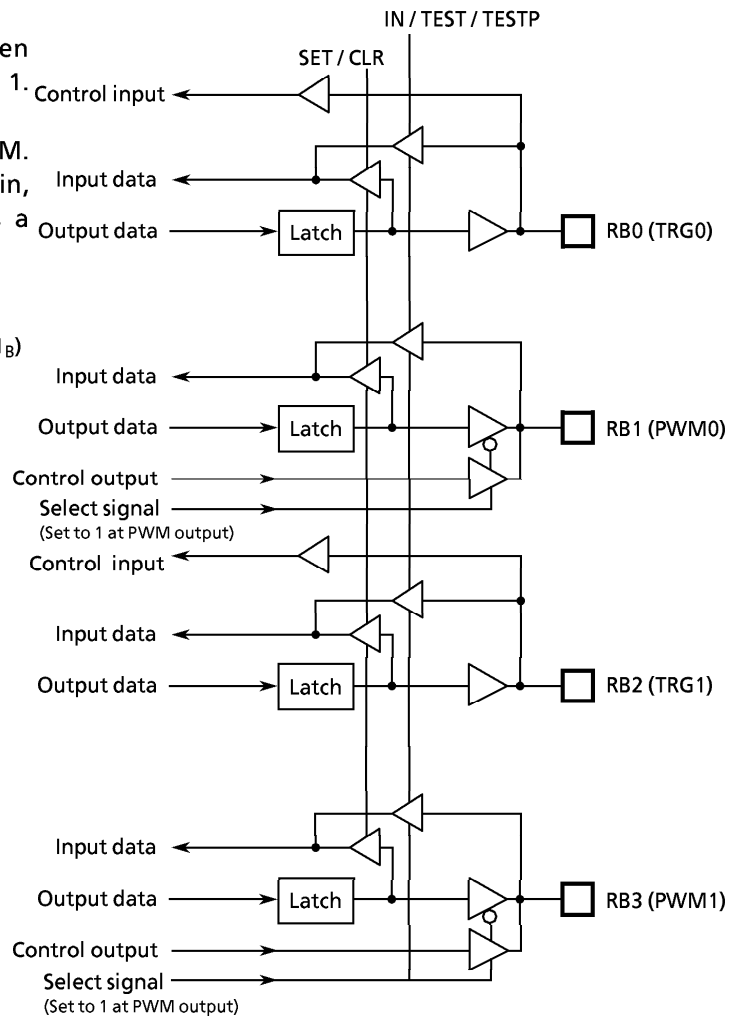 IN / TEST / TESTP
SET / CLR
en
1.
Control input
M.
in,
Input data
a
Output data
Latch
RB0 (TRG0)
B)
Input data
Output data
Latch
RB1 (PWM0)
Control output
Select signal
(Set to 1 at PWM output)
Control input
Input data
Output data
Latch
RB2 (TRG1)
Input data
Output data
Latch
RB3 (PWM1)
Control output
Select signal
(Set to 1 at PWM output)